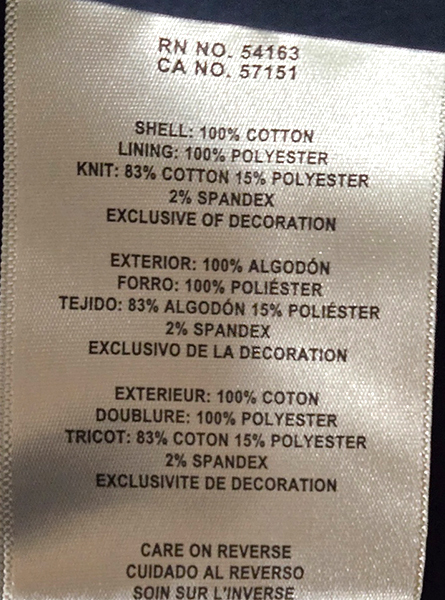 RN NO. 54163
CA NO. 57151
SHELL: 100% COTTON
LINING: 100% POLYESTER
KNIT: 83% COTTON 15% POLYESTER
2% SPANDEX
EXCLUSIVE OF DECORATION
EXTERIOR: 100% ALGODÓN
FORRO: 100% POLIÉSTER
TEJIDO: 83% ALGODÓN 15% POLIÉSTER
2% SPANDEX
EXCLUSIVO DE LA DECORATION
EXTERIEUR: 100% COTON
DOUBLURE: 100% POLYESTER
TRICOT: 83% COTON 15% POLYESTER
2% SPANDEX
EXCLUSIVITE DE DECORATION
CARE ON REVERSE
CUIDADO AL REVERSO
SOIN SUR L'INVERSE